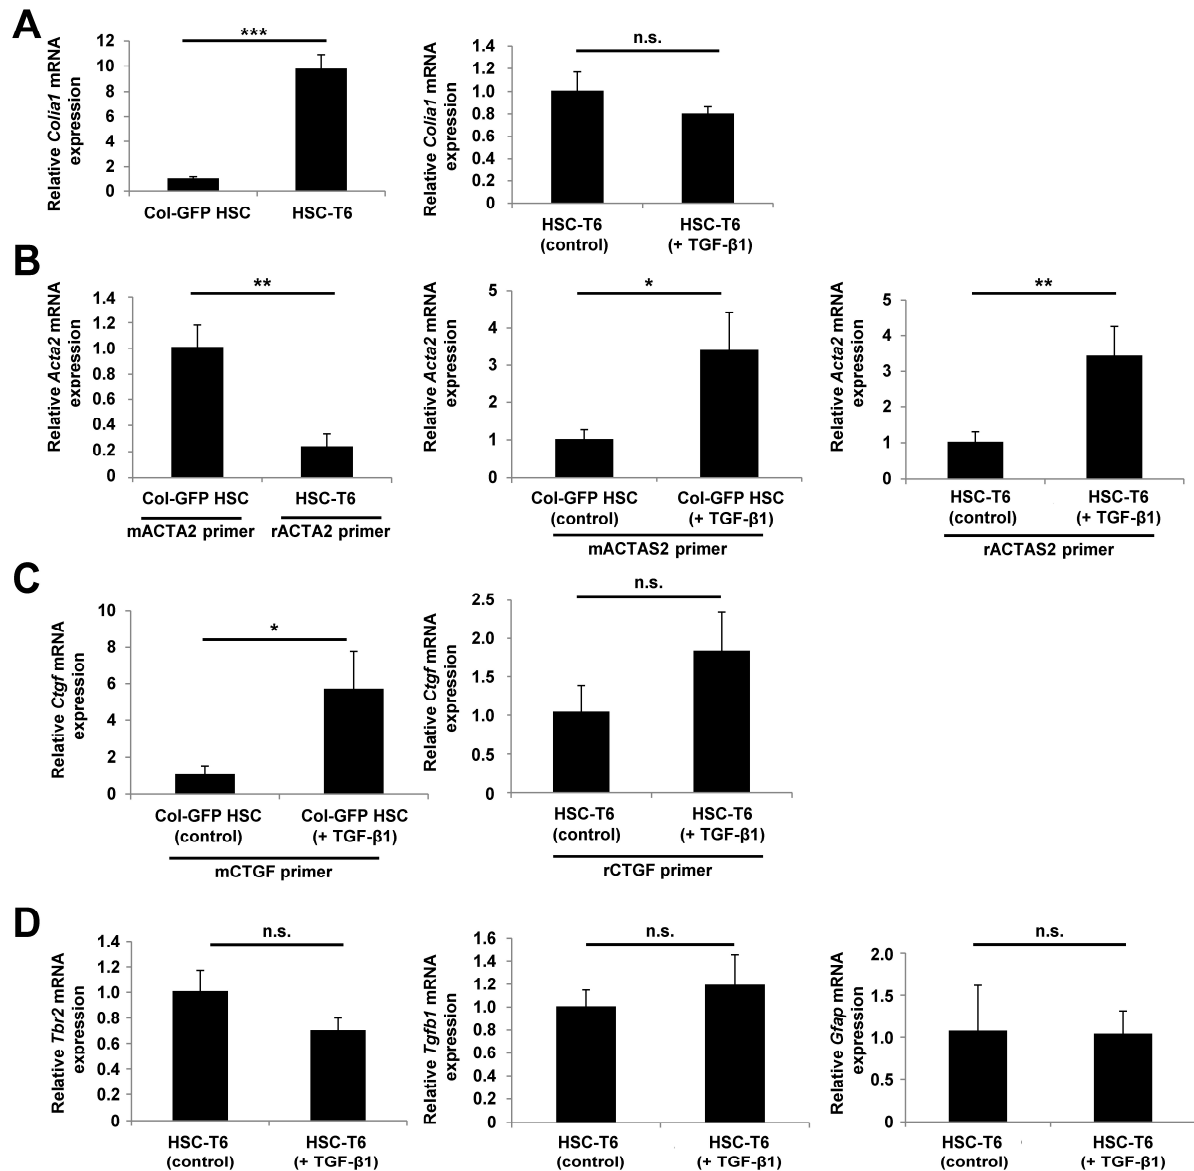 A
Relative Colia1 mRNA
expression
12
10
8
6
4
2
0
***
Col-GFP HSC
HSC-T6
Relative Colia1 mRNA
expression
1.4
1.2
1.0
0.8
0.6
0.4
0.2
0
n.s.
HSC-T6
(control)
HSC-T6
(+ TGF-β1)
B
Relative Acta2 mRNA
expression
1.4
1.2
1.0
0.8
0.6
0.4
0.2
0
**
Col-GFP HSC
HSC-T6
mACTA2 primer
rACTA2 primer
Relative Acta2 mRNA
expression
5
4
3
2
1
0
*
Col-GFP HSC
(control)
Col-GFP HSC
(+ TGF-β1)
mACTAS2 primer
Relative Acta2 mRNA
expression
5
4
3
2
1
0
**
HSC-T6
(control)
HSC-T6
(+ TGF-β1)
rACTAS2 primer
C
Relative Ctgf mRNA
expression
10
8
6
4
2
0
*
Col-GFP HSC
(control)
Col-GFP HSC
(+ TGF-β1)
mCTGF primer
Relative Ctgf mRNA
expression
2.5
2.0
1.5
1.0
0.5
0
n.s.
HSC-T6
(control)
HSC-T6
(+ TGF-β1)
rCTGF primer
D
Relative Tbr2 mRNA
expression
1.4
1.2
1.0
0.8
0.6
0.4
0.2
0
n.s.
HSC-T6
(control)
HSC-T6
(+ TGF-β1)
Relative Tgfb1 mRNA
expression
1.6
1.4
1.2
1.0
0.8
0.6
0.4
0.2
0
n.s.
HSC-T6
(control)
HSC-T6
(+ TGF-β1)
Relative Gfap mRNA
expression
2.0
1.5
1.0
0.5
0
n.s.
HSC-T6
(control)
HSC-T6
(+ TGF-β1)